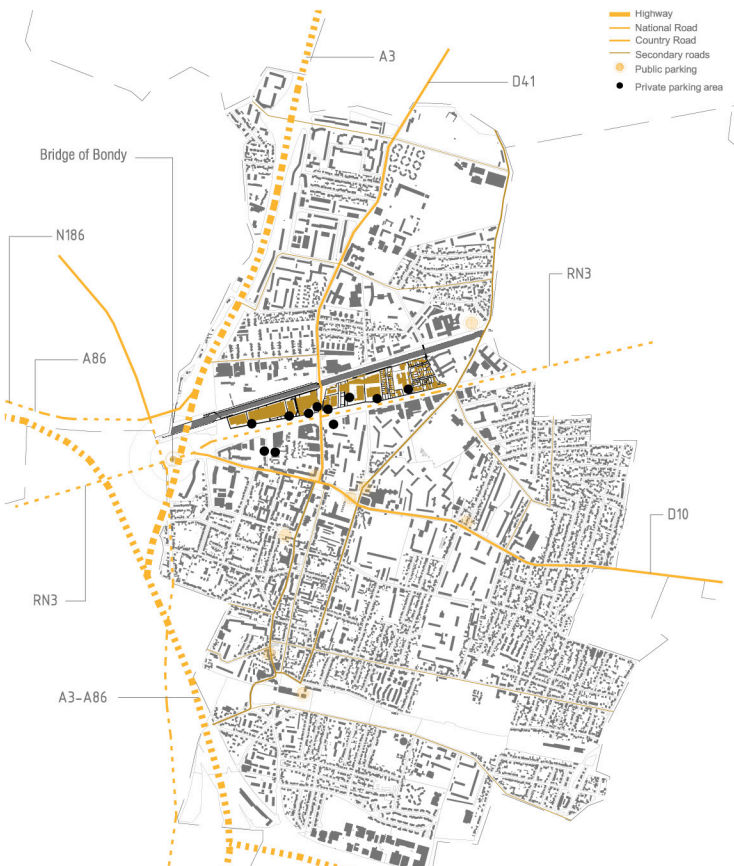 Highway
National Road
Country Road
Secondary roads
Public parking
Private parking area
A3
D41
Bridge of Bondy
N186
RN3
A86
D10
RN3
A3-A86